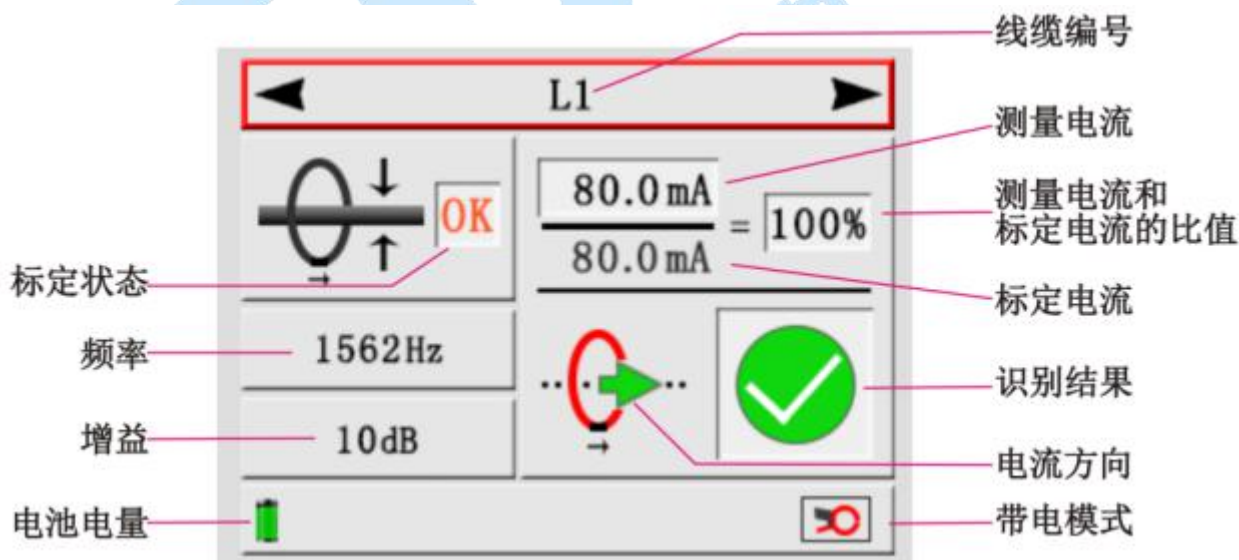 线缆编号
L1
测量电流
80.0mA
测量电流和
标定电流的比值
= 100%
OK
80.0mA
标定状态
标定电流
频率
1562Hz
识别结果
增益
10dB
电流方向
电池电量
带电模式